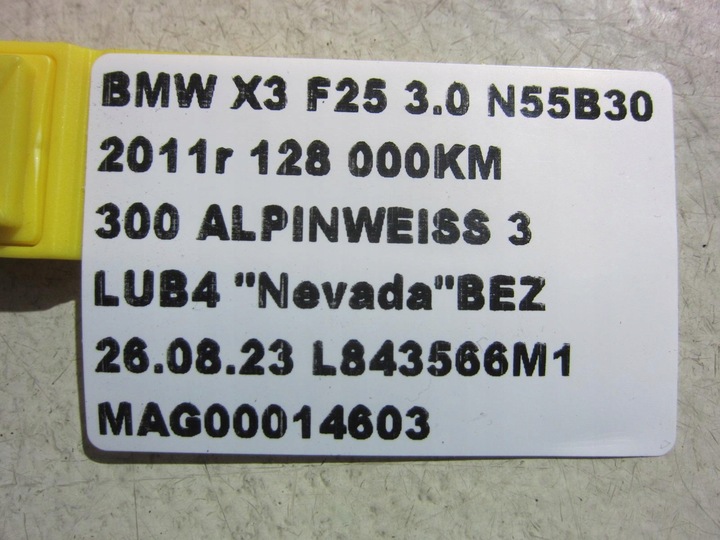 BMW X3 F25 3.0 N55B30
2011r 128 000KM
300 ALPINWEISS 3
LUB4 "Nevada"BEZ
26.08.23 L843566M1
MAG00014603